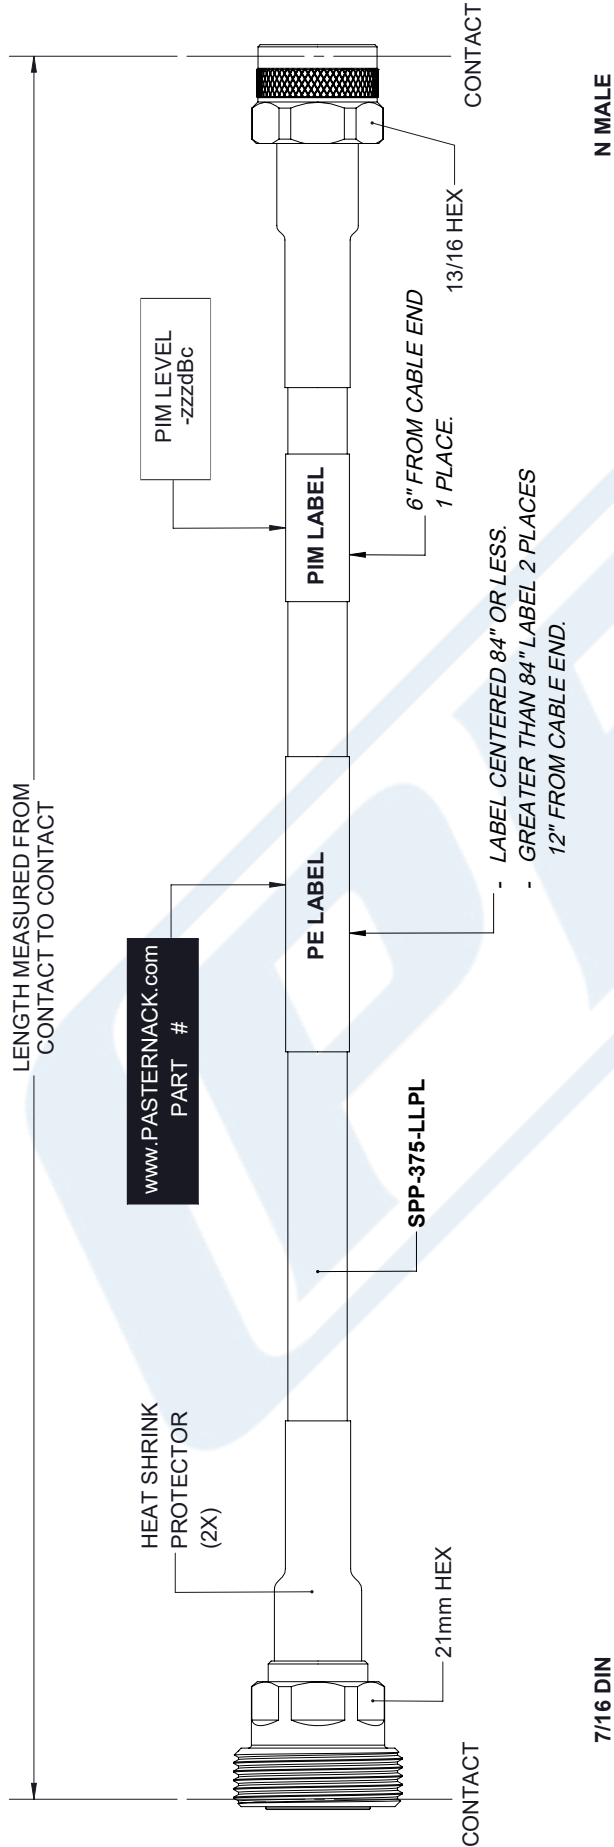 LENGTH MEASURED FROM
CONTACT TO CONTACT
www.PASTERNACK.com
PART #
PIM LEVEL
-zzzdBc
HEAT SHRINK
PROTECTOR
(2X)
PE LABEL
PIM LABEL
21mm HEX
SPP-375-LLPL
6" FROM CABLE END
1 PLACE.
13/16 HEX
CONTACT
CONTACT
- LABEL CENTERED 84" OR LESS.
- GREATER THAN 84" LABEL 2 PLACES
12" FROM CABLE END.
7/16 DIN
N MALE